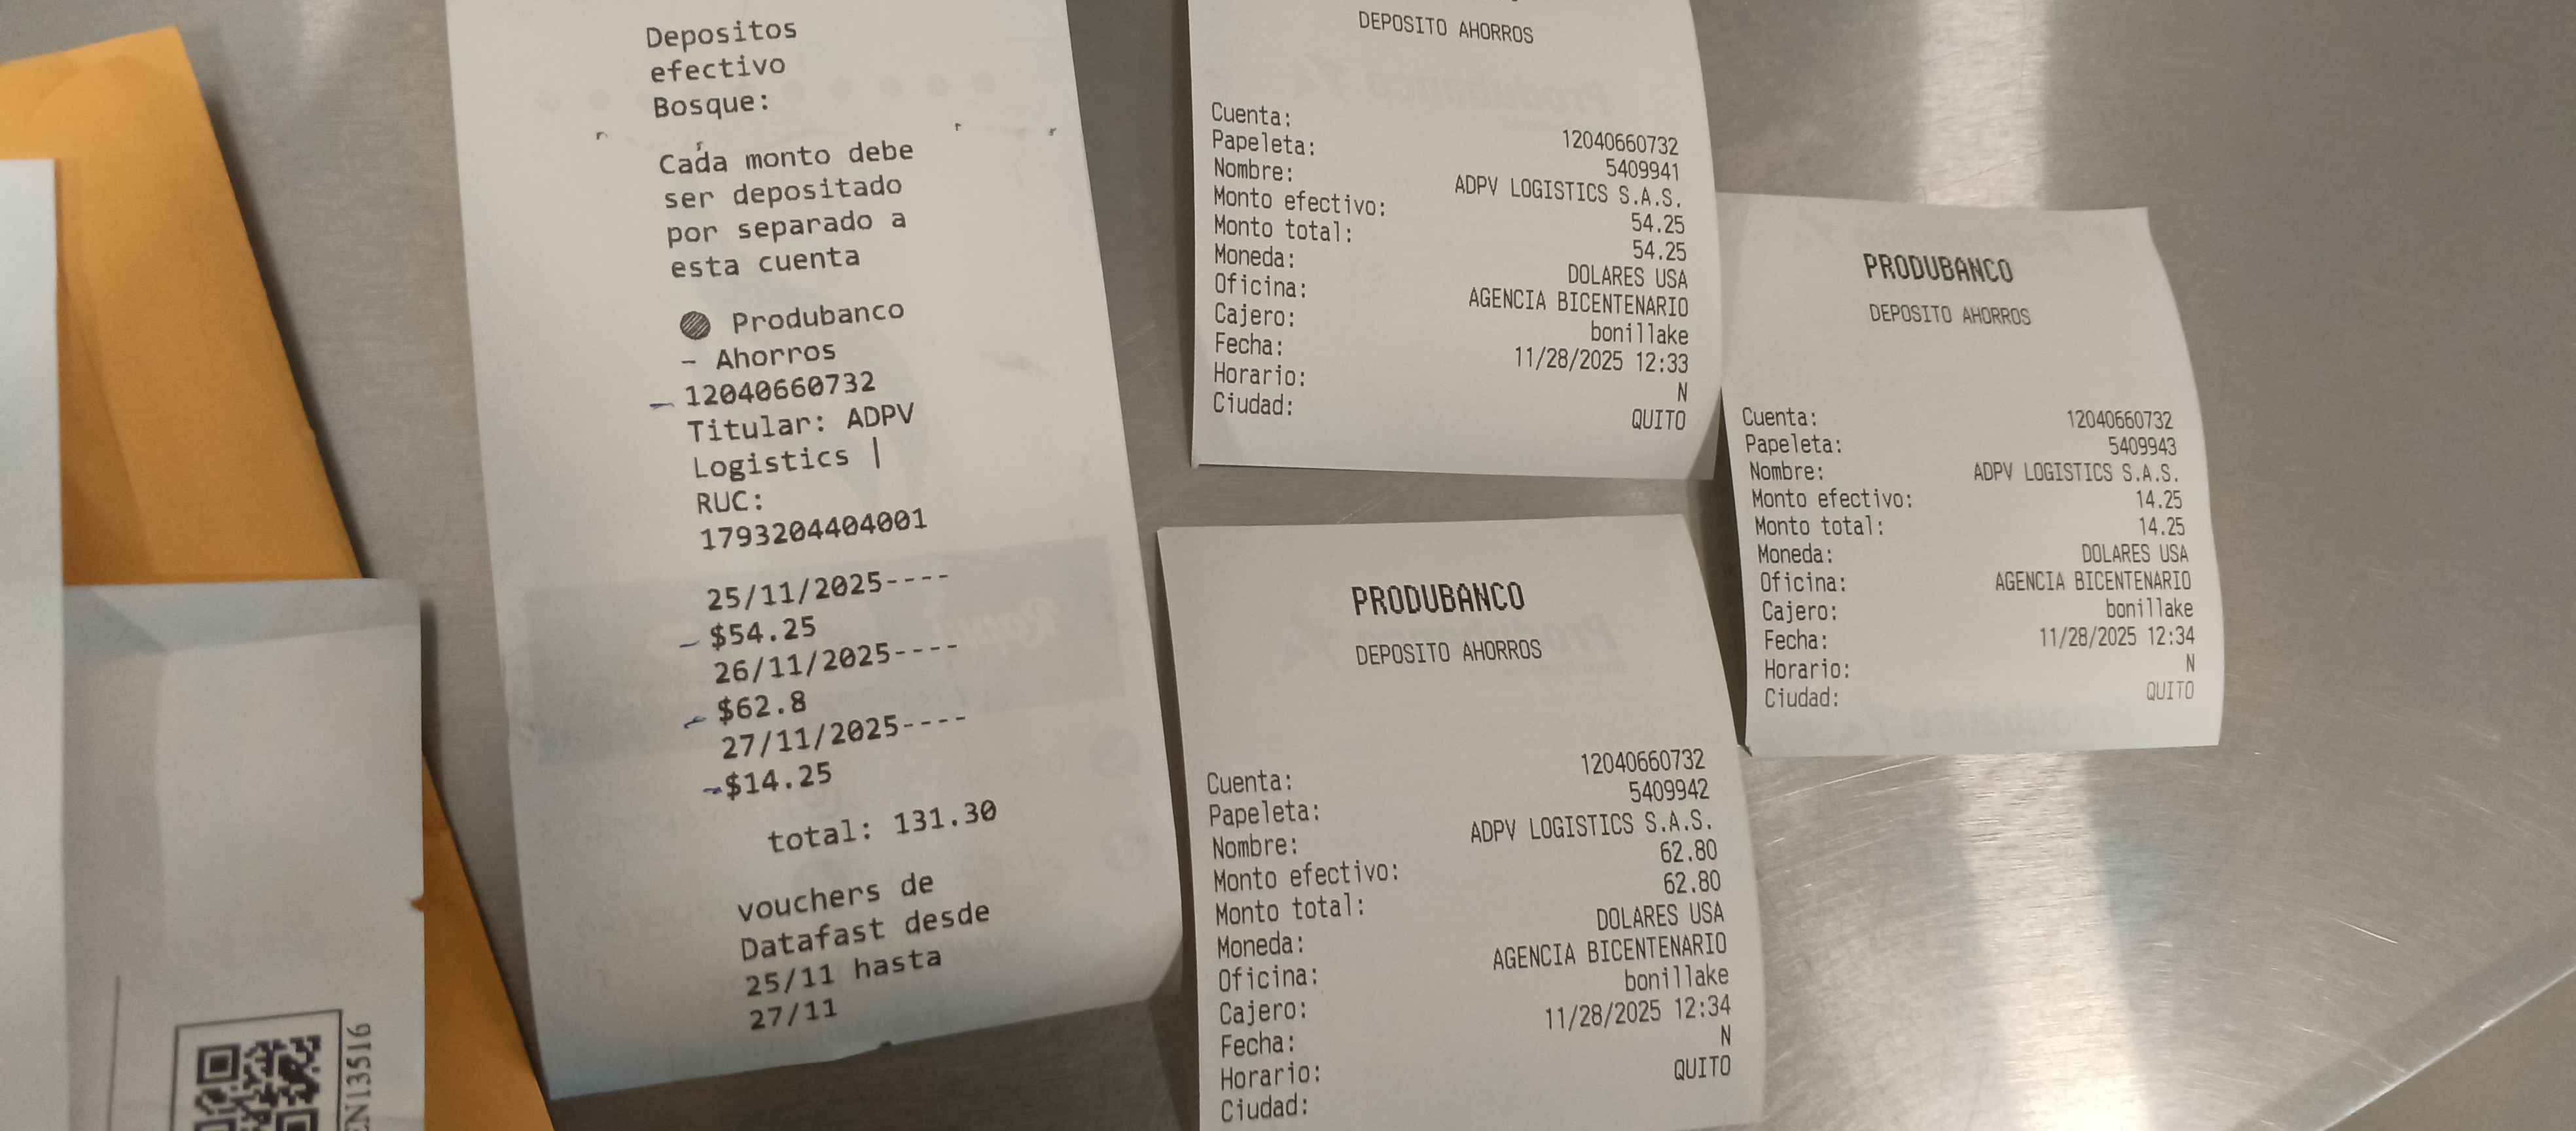 Depositos
efectivo
Bosque:
Cada monto debe
ser depositado
por separado a
esta cuenta
Produbanco
- Ahorros
12040660732
Titular: ADPV
Logistics |
RUC:
1793204404001
25/11/2025----
$54.25
26/11/2025----
$62.8
27/11/2025----
$14.25
total: 131.30
vouchers de
Datafast desde
25/11 hasta
27/11
DEPOSITO AHORROS
Cuenta: 12040660732
Papeleta: 5409941
Nombre: ADPV LOGISTICS S.A.S.
Monto efectivo: 54.25
Monto total: 54.25
Moneda: DOLARES USA
Oficina: AGENCIA BICENTENARIO
Cajero: bonillake
Fecha: 11/28/2025 12:33
Horario: N
Ciudad: QUITO
PRODUBANCO
DEPOSITO AHORROS
Cuenta: 12040660732
Papeleta: 5409942
Nombre: ADPV LOGISTICS S.A.S.
Monto efectivo: 62.80
Monto total: 62.80
Moneda: DOLARES USA
Oficina: AGENCIA BICENTENARIO
Cajero: bonillake
Fecha: 11/28/2025 12:34
Horario: N
Ciudad: QUITO
PRODUBANCO
DEPOSITO AHORROS
Cuenta: 12040660732
Papeleta: 5409943
Nombre: ADPV LOGISTICS S.A.S.
Monto efectivo: 14.25
Monto total: 14.25
Moneda: DOLARES USA
Oficina: AGENCIA BICENTENARIO
Cajero: bonillake
Fecha: 11/28/2025 12:34
Horario: N
Ciudad: QUITO
EN13516